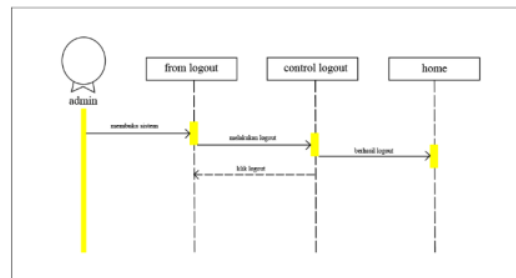 from logout
control logout
home
admin
membuka sistem
melakukan logout
berhasil logout
klik logout